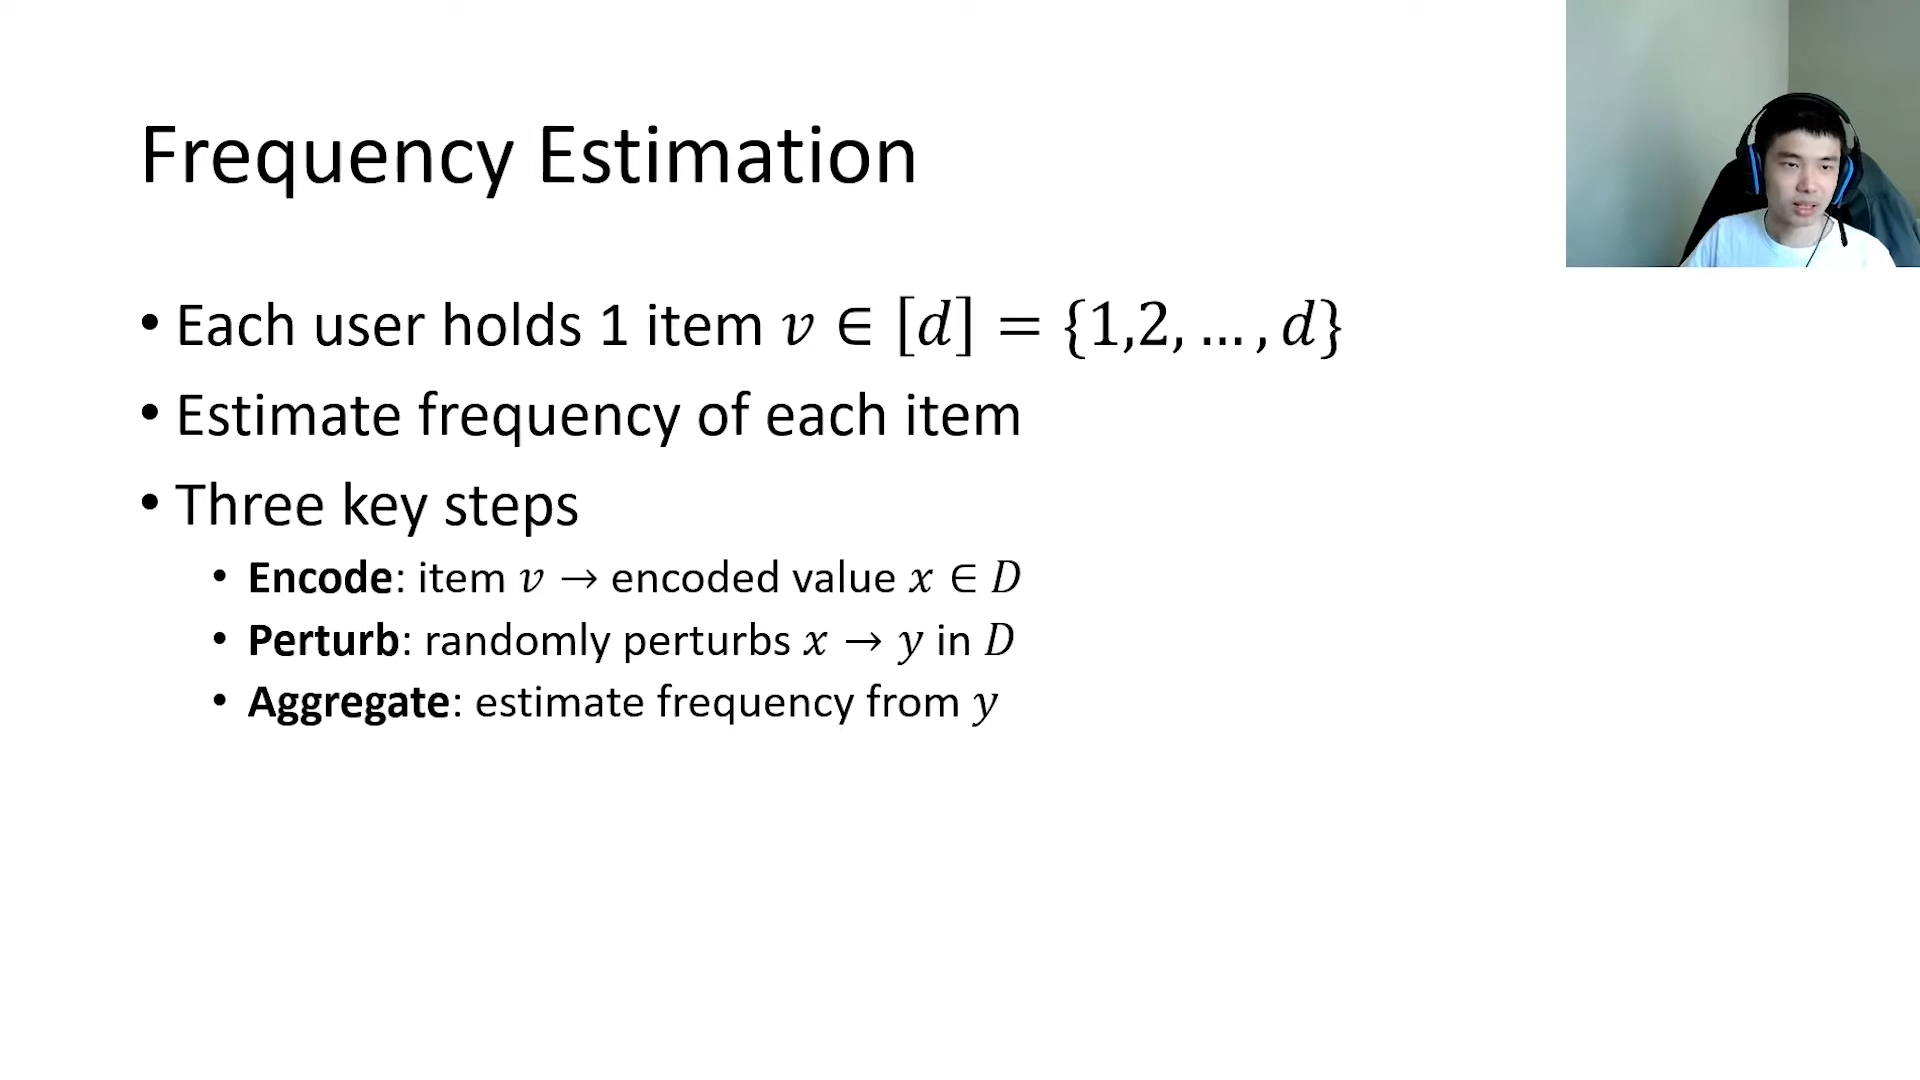 Frequency Estimation
• Each user holds 1 item 𝑣 ∈ [𝑑] = {1,2, … , 𝑑}
• Estimate frequency of each item
• Three key steps
• Encode: item 𝑣 → encoded value 𝑥 ∈ 𝐷
• Perturb: randomly perturbs 𝑥 → 𝑦 in 𝐷
• Aggregate: estimate frequency from 𝑦